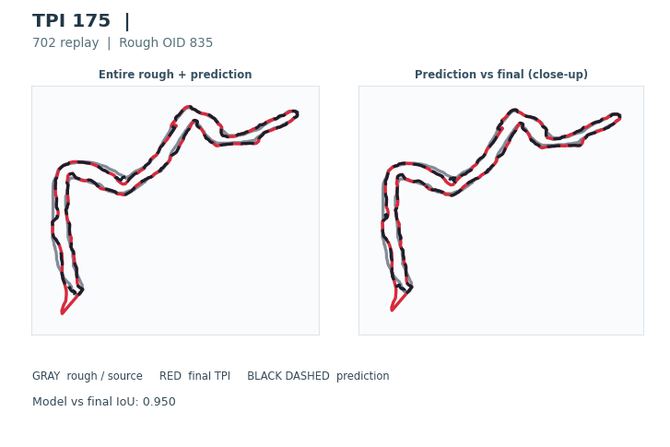 TPI 175 |
702 replay | Rough OID 835
Entire rough + prediction
Prediction vs final (close-up)
GRAY rough / source RED final TPI BLACK DASHED prediction
Model vs final IoU: 0.950